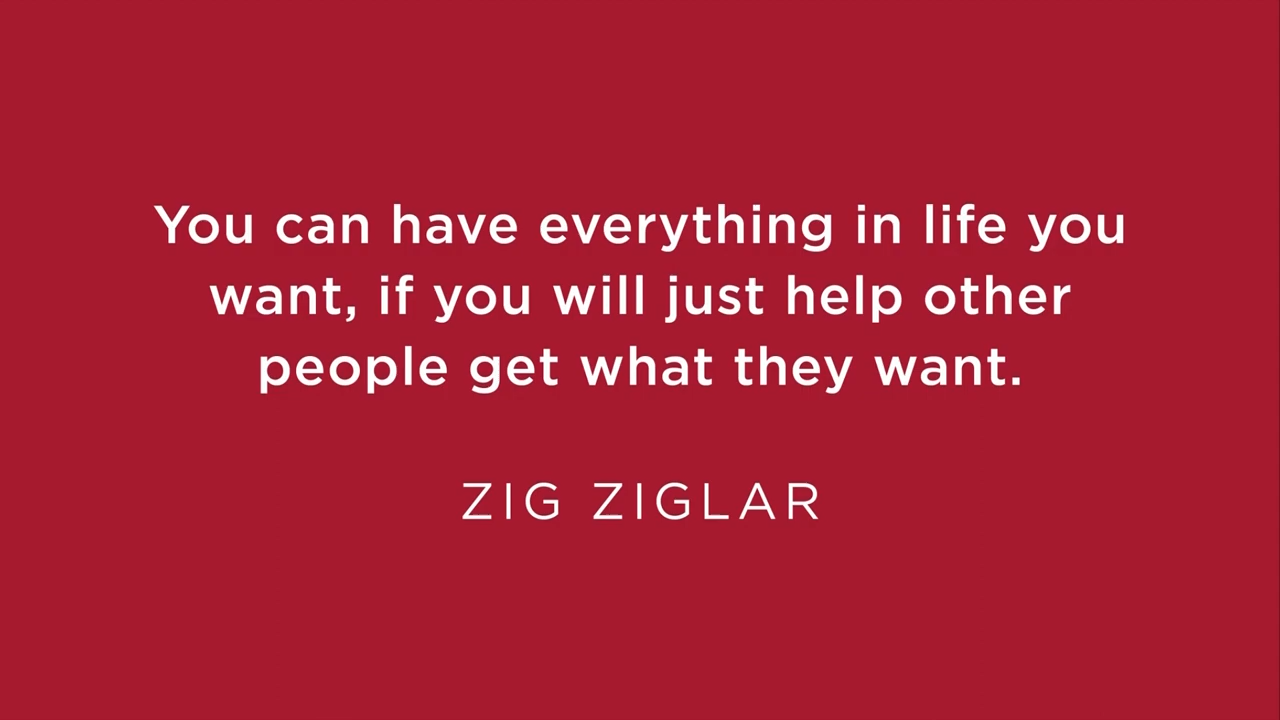 You can have everything in life you
want, if you will just help other
people get what they want.
ZIG ZIGLAR